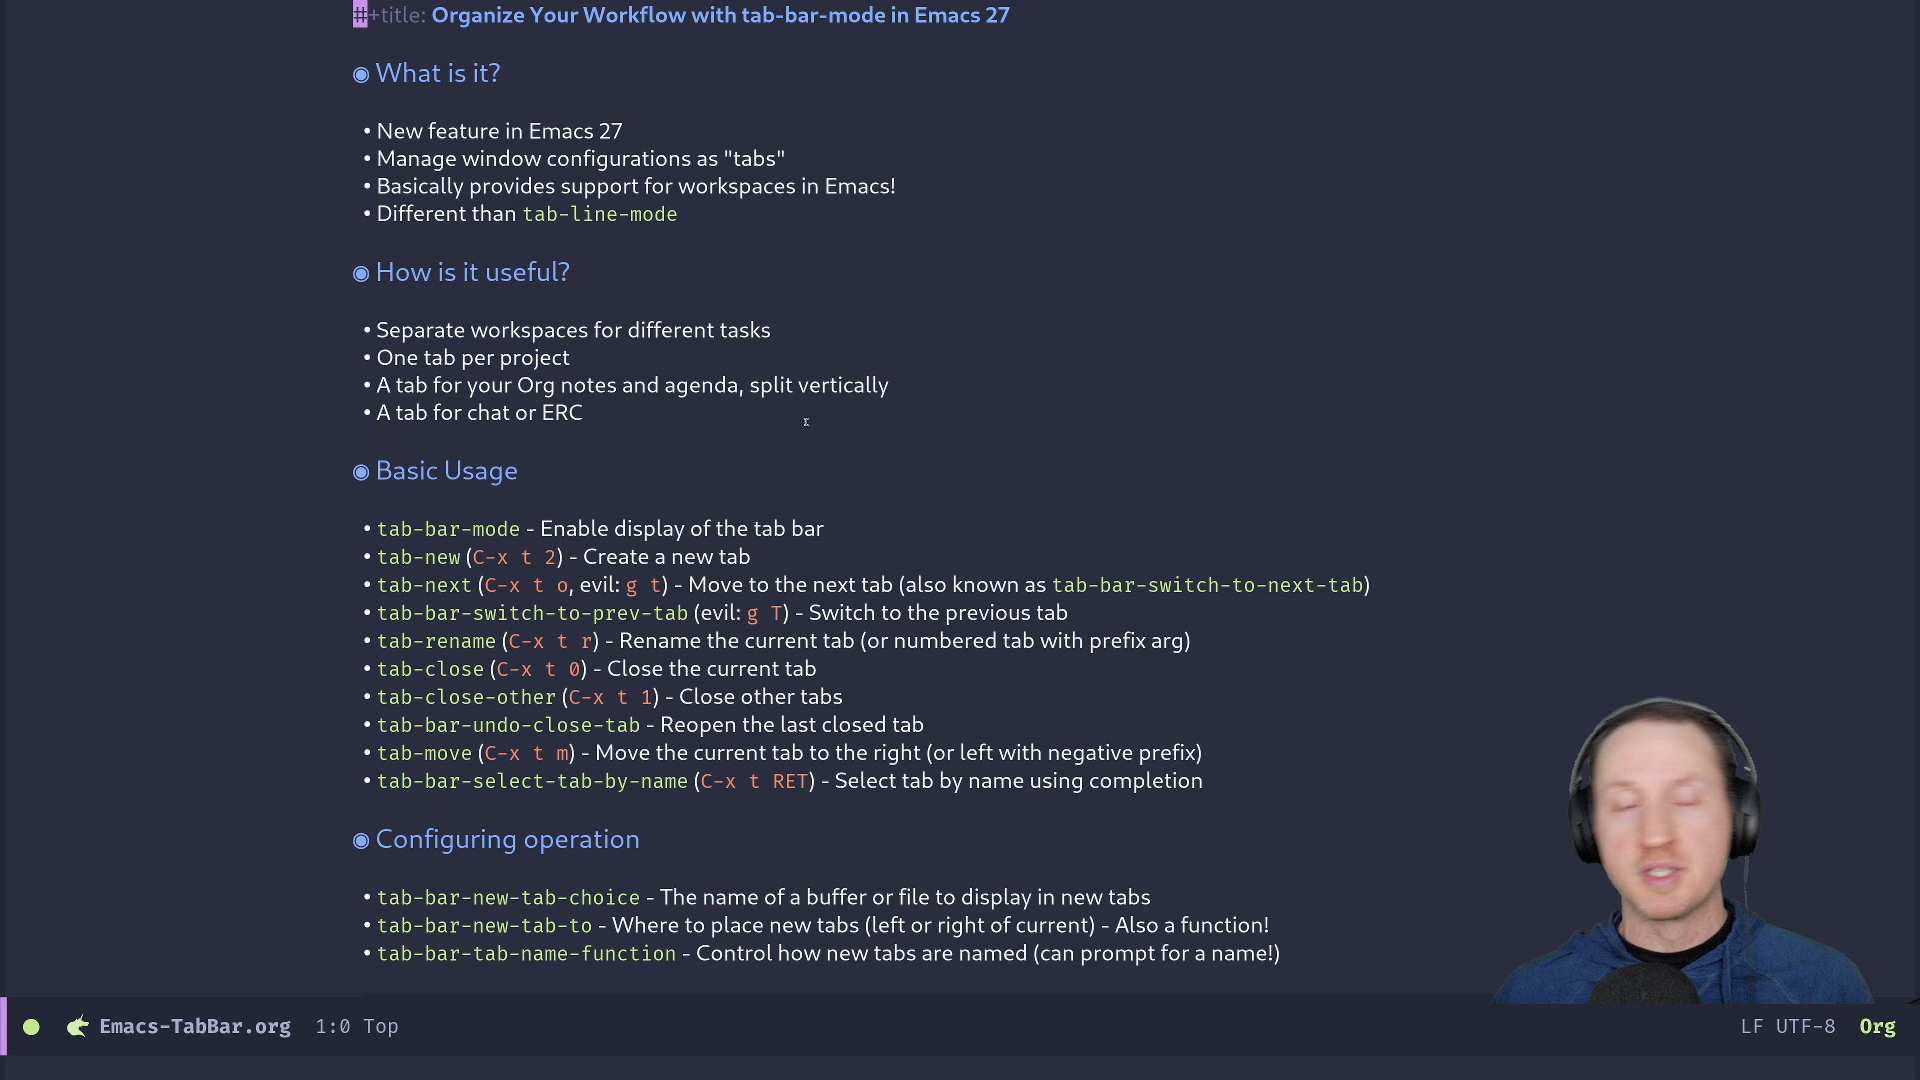 #+title: Organize Your Workflow with tab-bar-mode in Emacs 27
◉ What is it?
• New feature in Emacs 27
• Manage window configurations as "tabs"
• Basically provides support for workspaces in Emacs!
• Different than tab-line-mode
◉ How is it useful?
• Separate workspaces for different tasks
• One tab per project
• A tab for your Org notes and agenda, split vertically
• A tab for chat or ERC
◉ Basic Usage
• tab-bar-mode - Enable display of the tab bar
• tab-new (C-x t 2) - Create a new tab
• tab-next (C-x t o, evil: g t) - Move to the next tab (also known as tab-bar-switch-to-next-tab)
• tab-bar-switch-to-prev-tab (evil: g T) - Switch to the previous tab
• tab-rename (C-x t r) - Rename the current tab (or numbered tab with prefix arg)
• tab-close (C-x t 0) - Close the current tab
• tab-close-other (C-x t 1) - Close other tabs
• tab-bar-undo-close-tab - Reopen the last closed tab
• tab-move (C-x t m) - Move the current tab to the right (or left with negative prefix)
• tab-bar-select-tab-by-name (C-x t RET) - Select tab by name using completion
◉ Configuring operation
• tab-bar-new-tab-choice - The name of a buffer or file to display in new tabs
• tab-bar-new-tab-to - Where to place new tabs (left or right of current) - Also a function!
• tab-bar-tab-name-function - Control how new tabs are named (can prompt for a name!)
Emacs-TabBar.org 1:0 Top LF UTF-8 Org